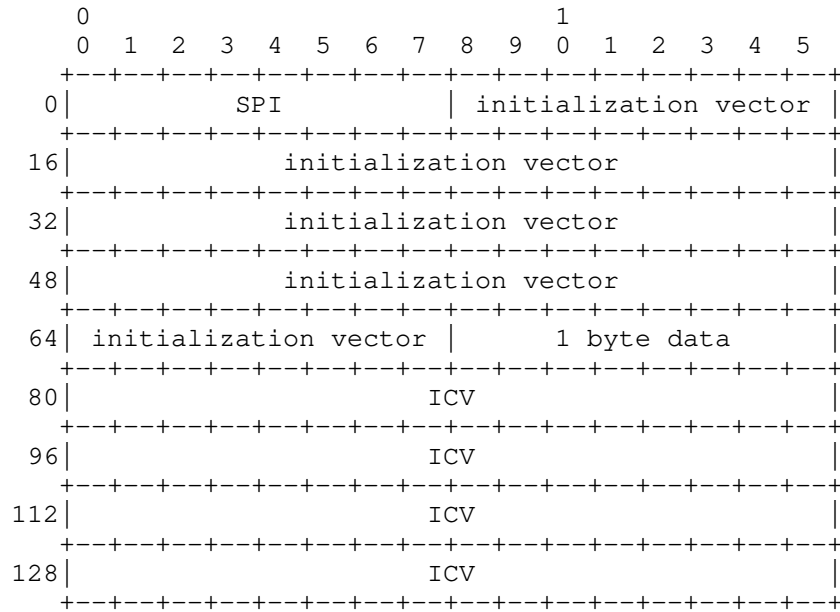 0 1
0 1 2 3 4 5 6 7 8 9 0 1 2 3 4 5
+--+--+--+--+--+--+--+--+--+--+--+--+--+--+--+--+
0| SPI | initialization vector |
+--+--+--+--+--+--+--+--+--+--+--+--+--+--+--+--+
16| initialization vector |
+--+--+--+--+--+--+--+--+--+--+--+--+--+--+--+--+
32| initialization vector |
+--+--+--+--+--+--+--+--+--+--+--+--+--+--+--+--+
48| initialization vector |
+--+--+--+--+--+--+--+--+--+--+--+--+--+--+--+--+
64| initialization vector | 1 byte data |
+--+--+--+--+--+--+--+--+--+--+--+--+--+--+--+--+
80| ICV |
+--+--+--+--+--+--+--+--+--+--+--+--+--+--+--+--+
96| ICV |
+--+--+--+--+--+--+--+--+--+--+--+--+--+--+--+--+
112| ICV |
+--+--+--+--+--+--+--+--+--+--+--+--+--+--+--+--+
128| ICV |
+--+--+--+--+--+--+--+--+--+--+--+--+--+--+--+--+